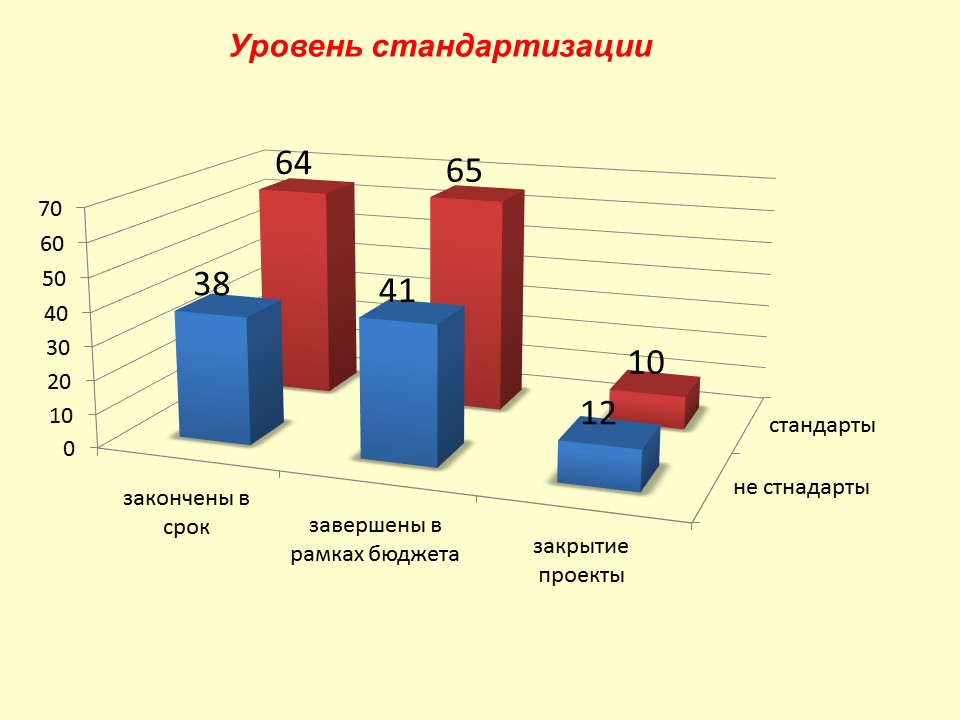 Уровень стандартизации
64
65
38
41
10
12
70
60
50
40
30
20
10
0
стандарты
не стнадарты
закончены в
срок
завершены в
рамках бюджета
закрытие
проекты